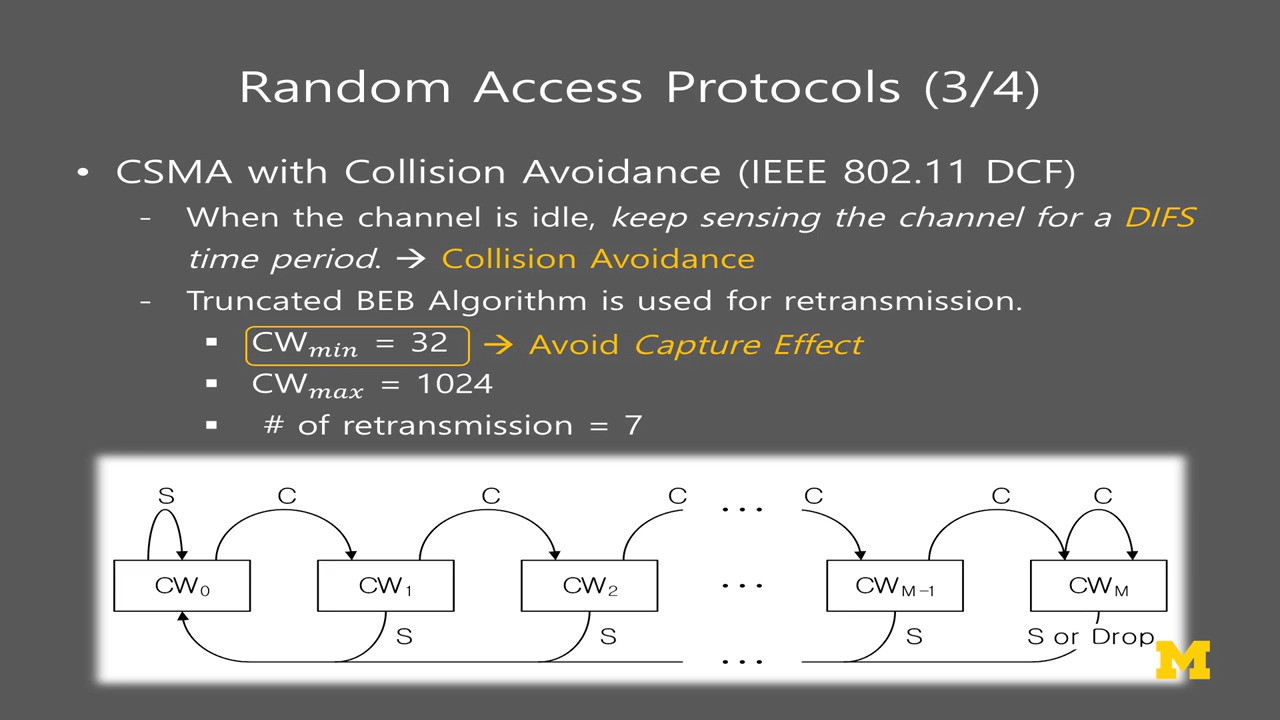 Random Access Protocols (3/4)
• CSMA with Collision Avoidance (IEEE 802.11 DCF)
- When the channel is idle, keep sensing the channel for a DIFS
time period. → Collision Avoidance
- Truncated BEB Algorithm is used for retransmission.
▪ CWmin = 32 → Avoid Capture Effect
▪ CWmax = 1024
▪ # of retransmission = 7
S C C C ... C C C
CW0 CW1 CW2 ... CWM-1 CWM
S S ... S S or Drop
M